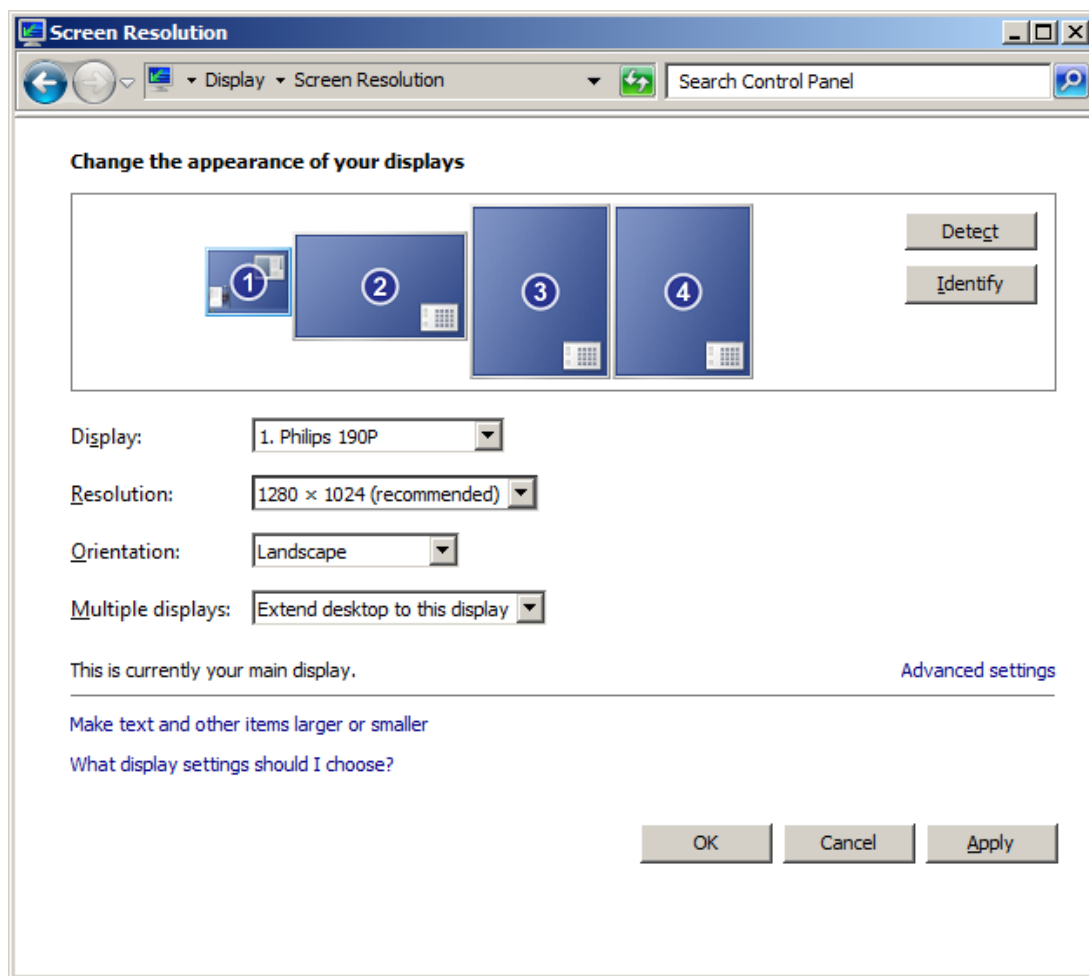 Screen Resolution
Display Screen Resolution Search Control Panel
Change the appearance of your displays
1 2 3 4
Detect
Identify
Display: 1. Philips 190P
Resolution: 1280 × 1024 (recommended)
Orientation: Landscape
Multiple displays: Extend desktop to this display
This is currently your main display. Advanced settings
Make text and other items larger or smaller
What display settings should I choose?
OK Cancel Apply